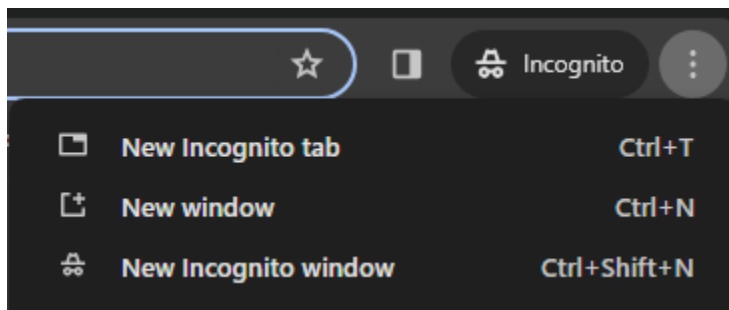 Incognito
New Incognito tab Ctrl+T
New window Ctrl+N
New Incognito window Ctrl+Shift+N